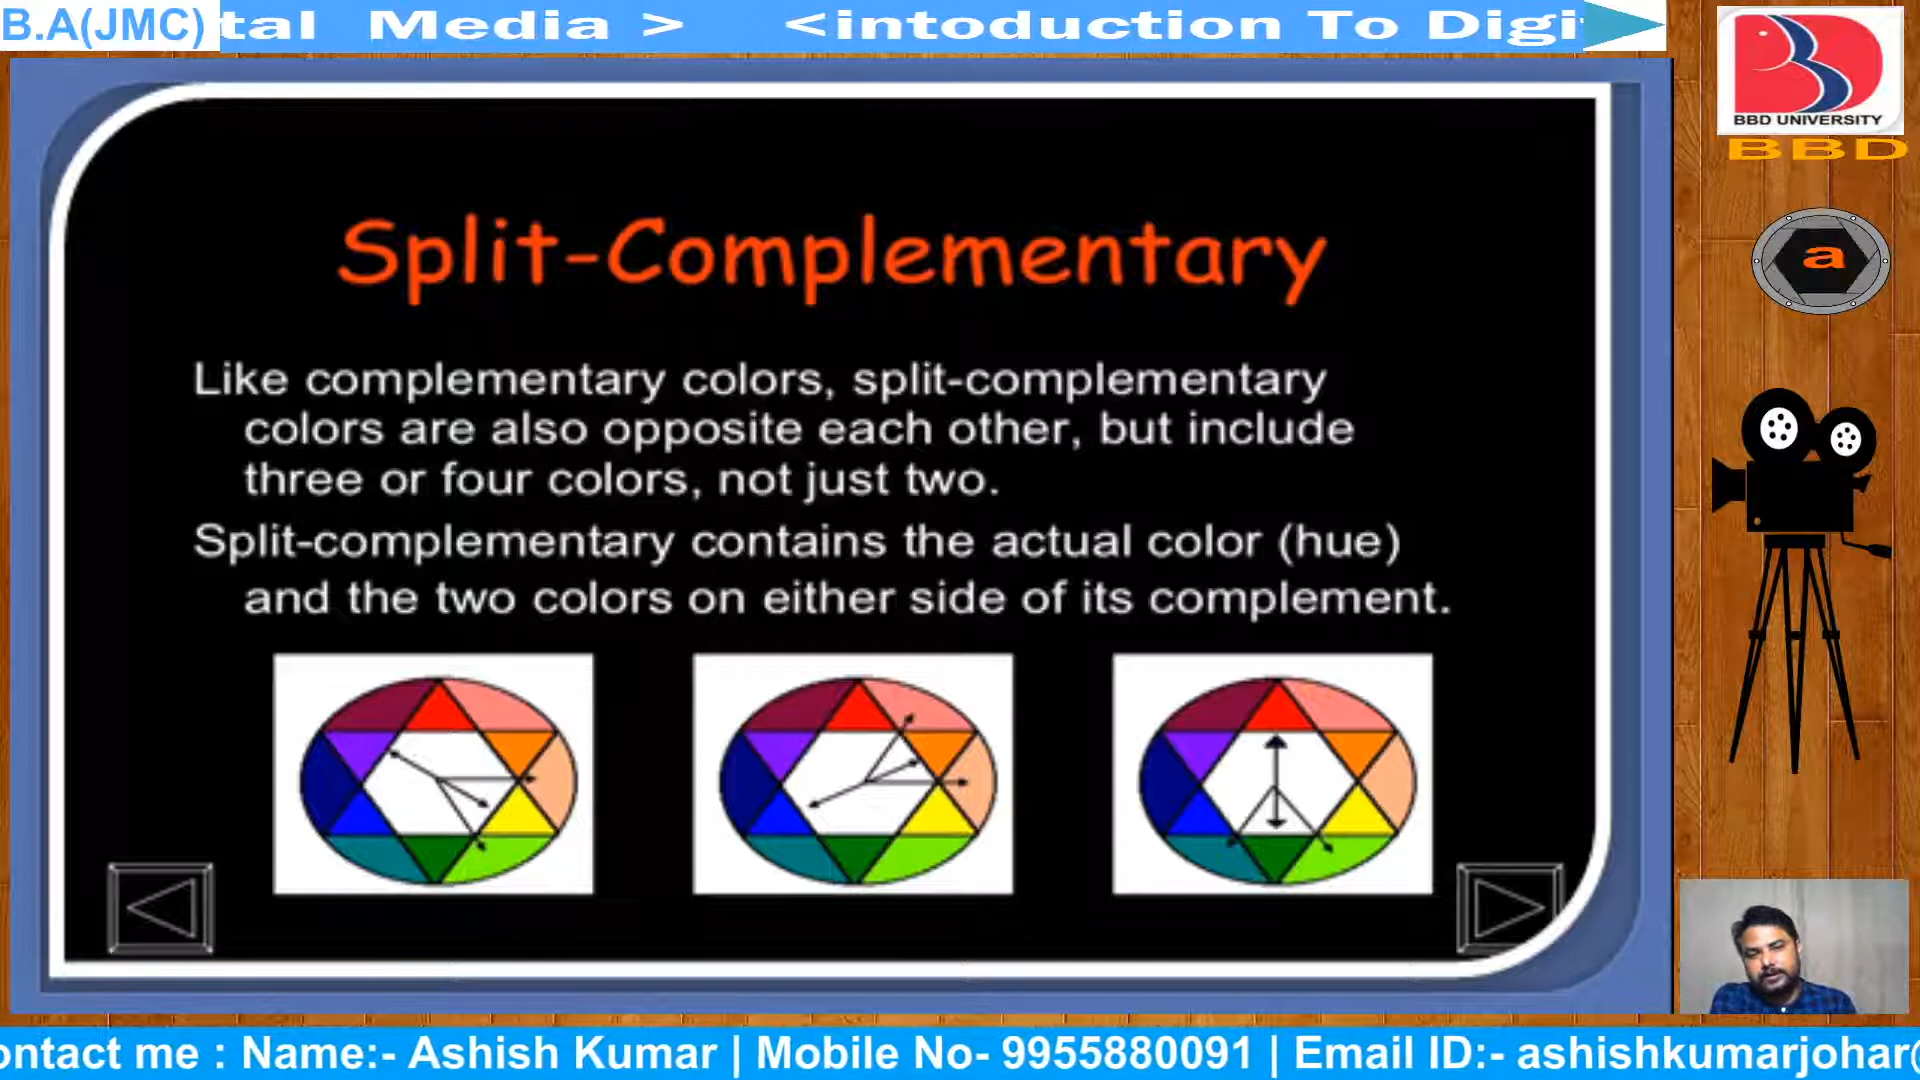 B.A(JMC) tal Media > <intoduction To Digi
BBD UNIVERSITY
BBD
a
Split-Complementary
Like complementary colors, split-complementary
colors are also opposite each other, but include
three or four colors, not just two.
Split-complementary contains the actual color (hue)
and the two colors on either side of its complement.
ontact me : Name:- Ashish Kumar | Mobile No- 9955880091 | Email ID:- ashishkumarjohar@